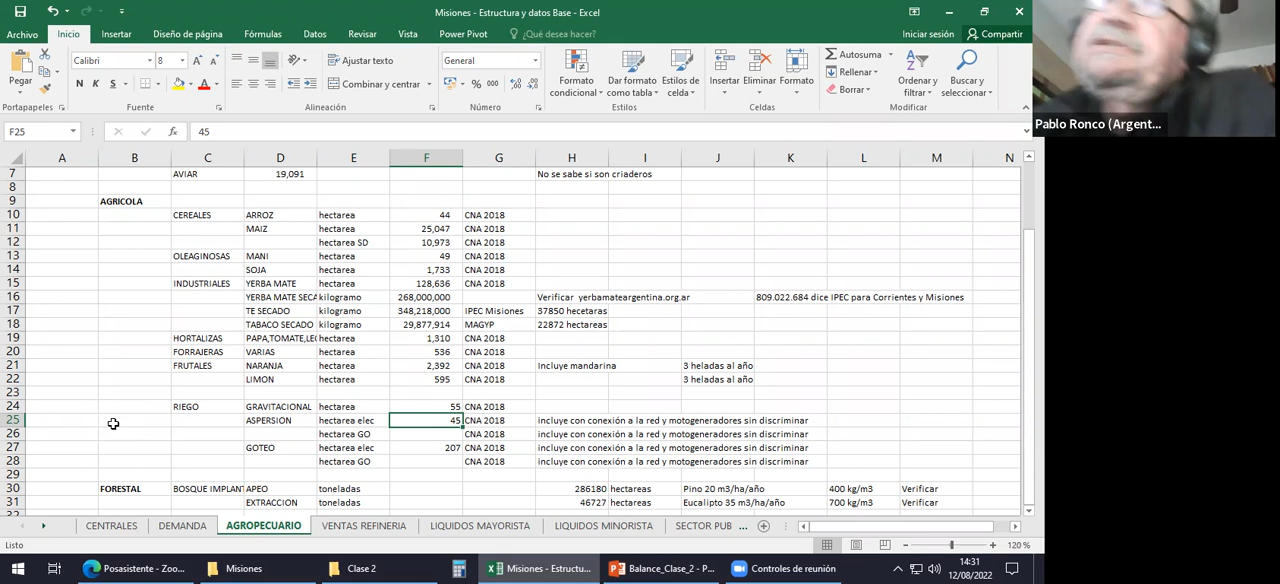 Misiones - Estructura y datos Base - Excel
Archivo Inicio Insertar Diseño de página Fórmulas Datos Revisar Vista Power Pivot ¿Qué desea hacer? Iniciar sesión Compartir
Pegar
Calibri 8
N K S
General
% 000
Ajustar texto
Combinar y centrar
Formato condicional
Dar formato como tabla
Estilos de celda
Insertar Eliminar Formato
Autosuma
Rellenar
Borrar
Ordenar y filtrar
Buscar y seleccionar
Portapapeles Fuente Alineación Número Estilos Celdas Modificar
Pablo Ronco (Argent...
F25 fx 45
A B C D E F G H I J K L M N
7 AVIAR 19,091 No se sabe si son criaderos
8
9 AGRICOLA
10 CEREALES ARROZ hectarea 44 CNA 2018
11 MAIZ hectarea 25,047 CNA 2018
12 hectarea SD 10,973 CNA 2018
13 OLEAGINOSAS MANI hectarea 49 CNA 2018
14 SOJA hectarea 1,733 CNA 2018
15 INDUSTRIALES YERBA MATE hectarea 128,636 CNA 2018
16 YERBA MATE SECA kilogramo 268,000,000 Verificar yerbamateargentina.org.ar 809.022.684 dice IPEC para Corrientes y Misiones
17 TE SECADO kilogramo 348,218,000 IPEC Misiones 37850 hecetaras
18 TABACO SECADO kilogramo 29,877,914 MAGYP 22872 hectareas
19 HORTALIZAS PAPA,TOMATE,LEC hectarea 1,310 CNA 2018
20 FORRAJERAS VARIAS hectarea 536 CNA 2018
21 FRUTALES NARANJA hectarea 2,392 CNA 2018 Incluye mandarina 3 heladas al año
22 LIMON hectarea 595 CNA 2018 3 heladas al año
23
24 RIEGO GRAVITACIONAL hectarea 55 CNA 2018
25 ASPERSION hectarea elec 45 CNA 2018 incluye con conexión a la red y motogeneradores sin discriminar
26 hectarea GO CNA 2018 incluye con conexión a la red y motogeneradores sin discriminar
27 GOTEO hectarea elec 207 CNA 2018 incluye con conexión a la red y motogeneradores sin discriminar
28 hectarea GO CNA 2018 incluye con conexión a la red y motogeneradores sin discriminar
29
30 FORESTAL BOSQUE IMPLANT APEO toneladas 286180 hectareas Pino 20 m3/ha/año 400 kg/m3 Verificar
31 EXTRACCION toneladas 46727 hectareas Eucalipto 35 m3/ha/año 700 kg/m3 Verificar
CENTRALES DEMANDA AGROPECUARIO VENTAS REFINERIA LIQUIDOS MAYORISTA LIQUIDOS MINORISTA SECTOR PUB ...
Listo 120 %
Posasistente - Zoo... Misiones Clase 2 Misiones - Estructu... Balance_Clase_2 - P... Controles de reunión 14:31
12/08/2022